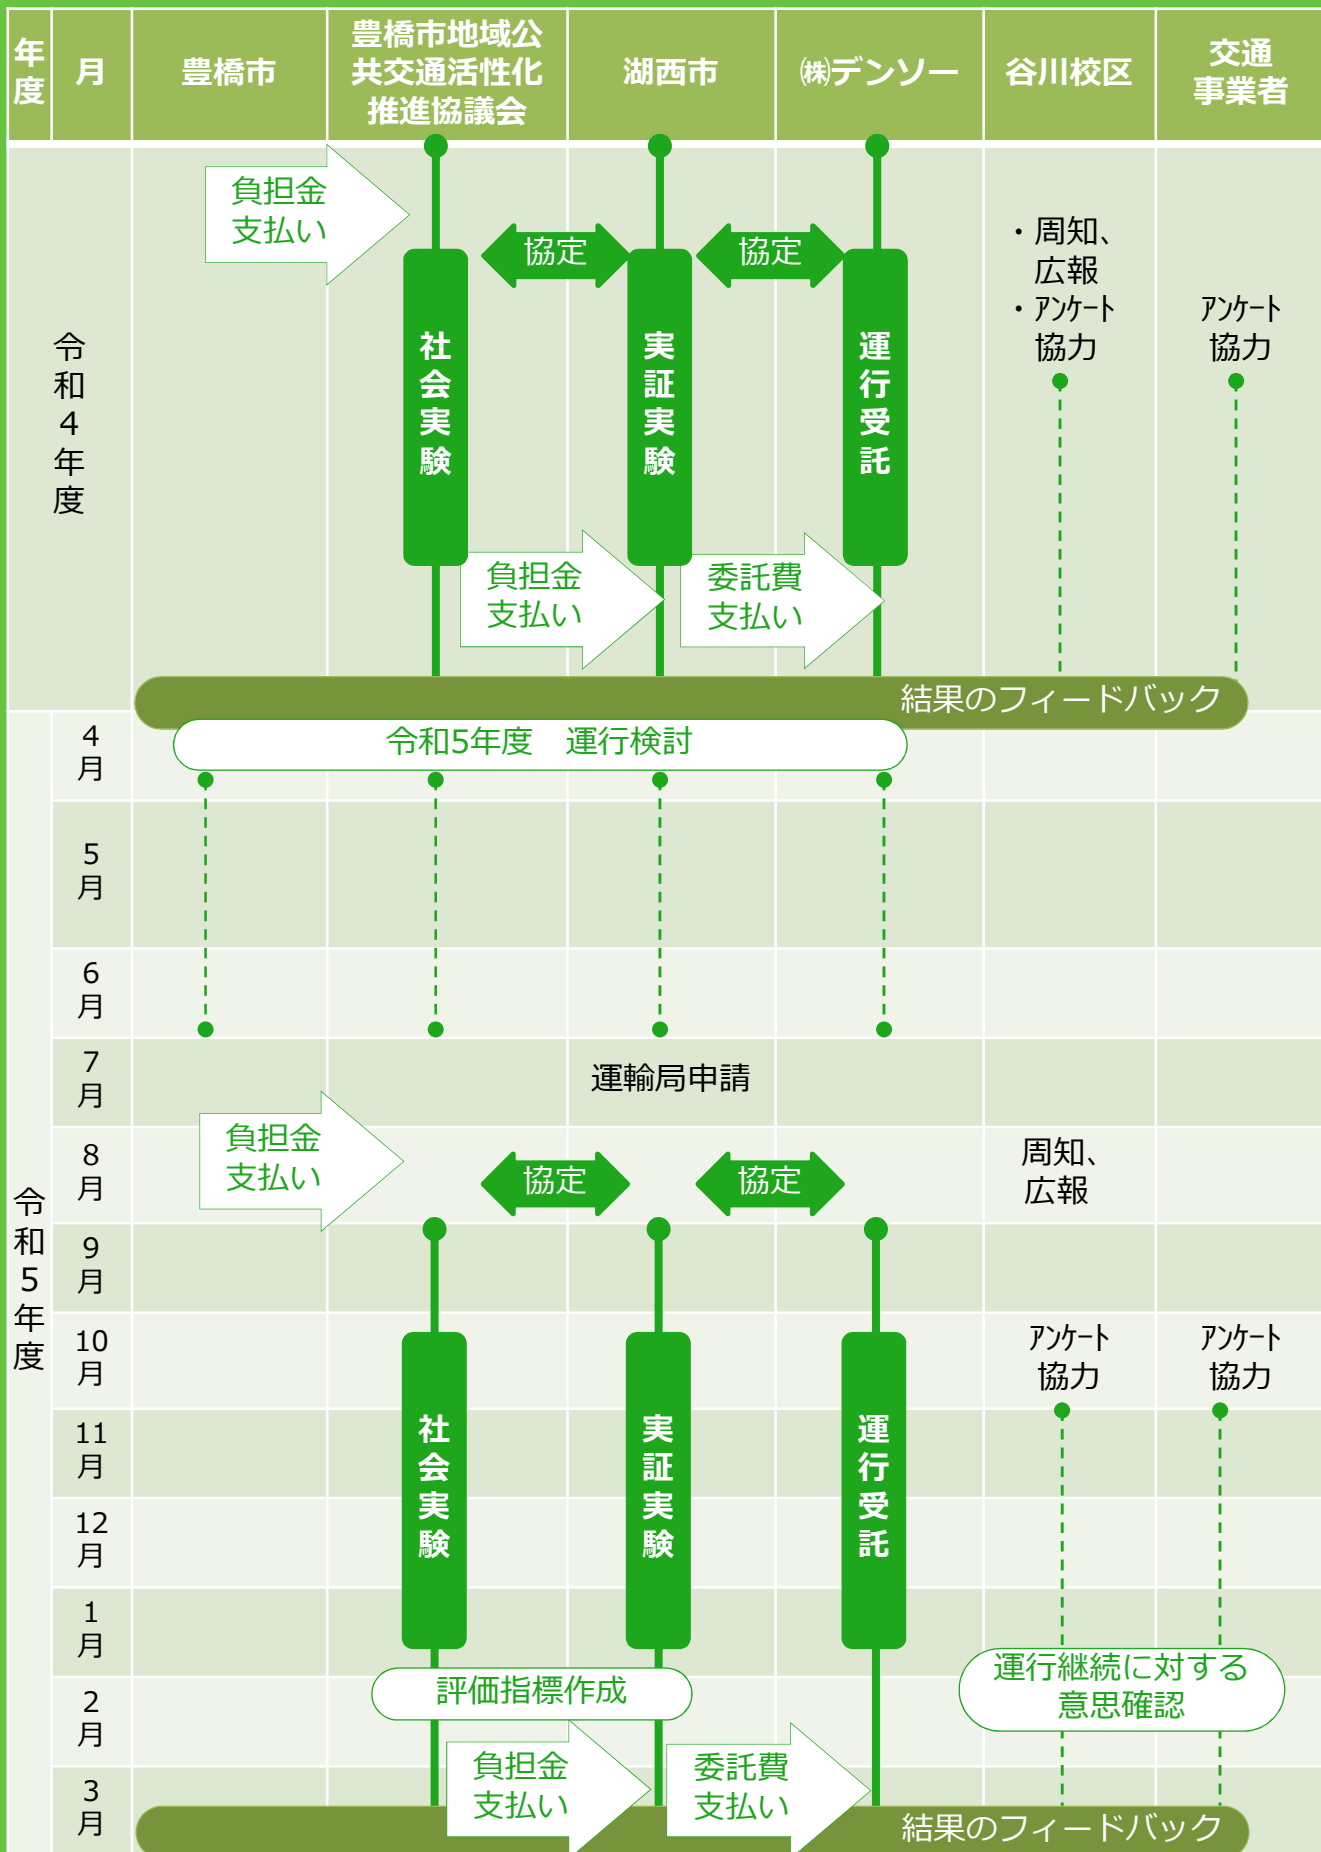 年度
月
豊橋市
豊橋市地域公
共交通活性化
推進協議会
湖西市
㈱デンソー
谷川校区
交通
事業者
令和４年度
負担金
支払い
協定
協定
社会実験
実証実験
運行受託
・周知、
広報
・アンケート
協力
アンケート
協力
負担金
支払い
委託費
支払い
結果のフィードバック
令和５年度
4
月
令和5年度　運行検討
5
月
6
月
7
月
運輸局申請
8
月
負担金
支払い
協定
協定
周知、
広報
9
月
10
月
アンケート
協力
アンケート
協力
社会実験
実証実験
運行受託
11
月
12
月
1
月
評価指標作成
運行継続に対する
意思確認
2
月
負担金
支払い
委託費
支払い
3
月
結果のフィードバック